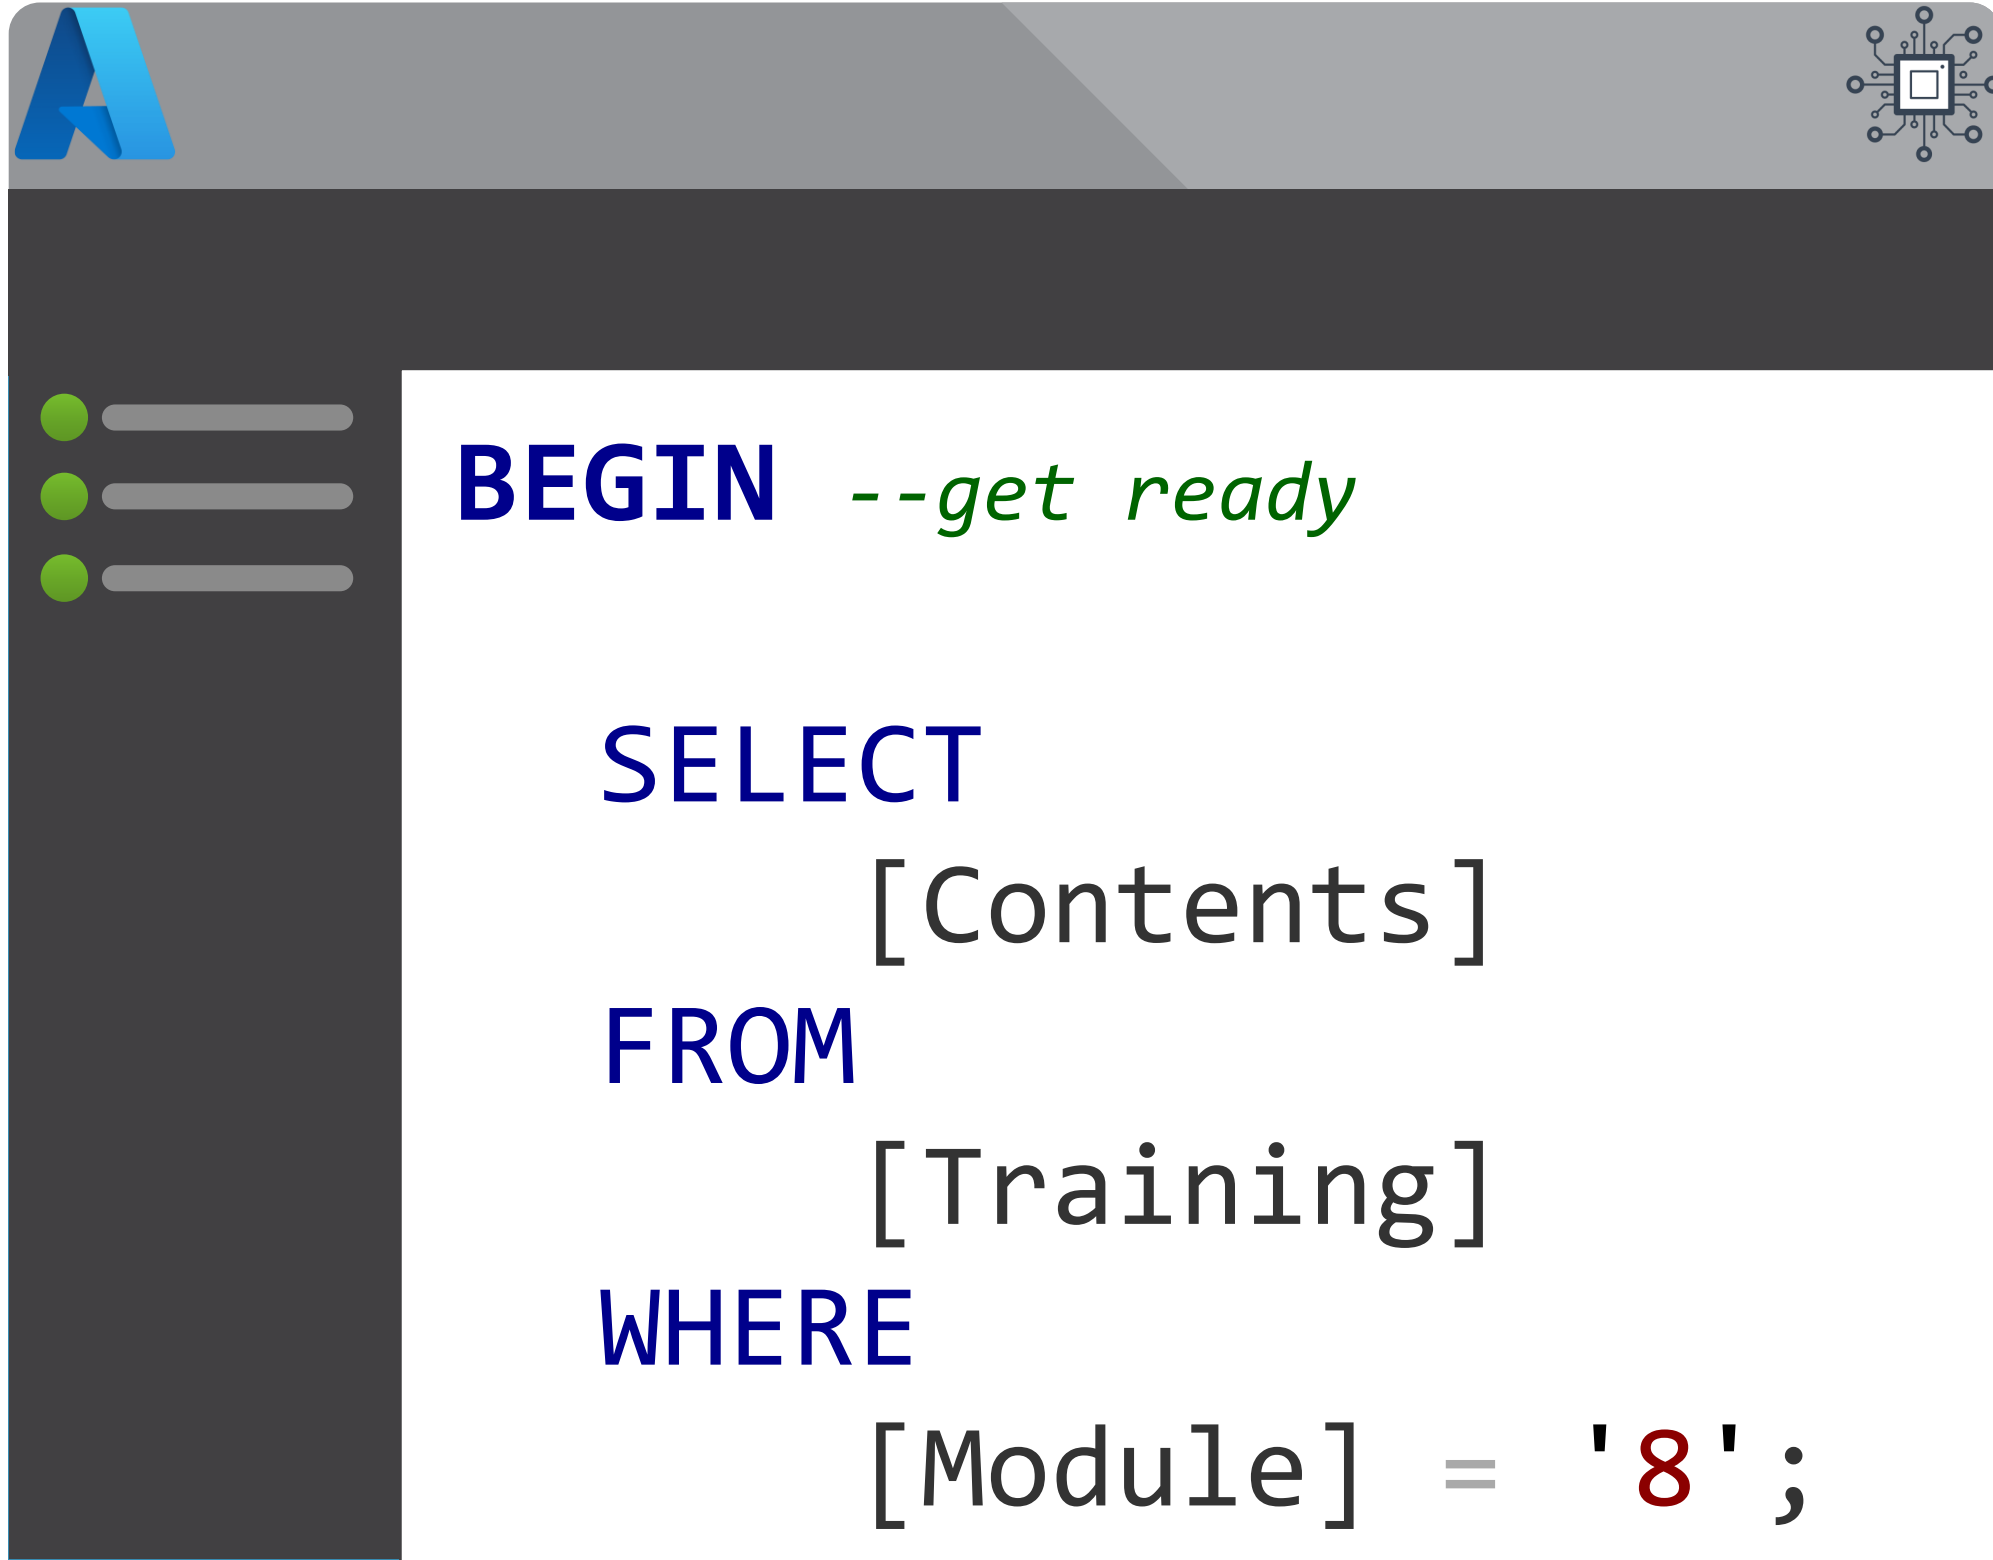 BEGIN --get ready
SELECT
[Contents]
FROM
[Training]
WHERE
[Module] = '8';